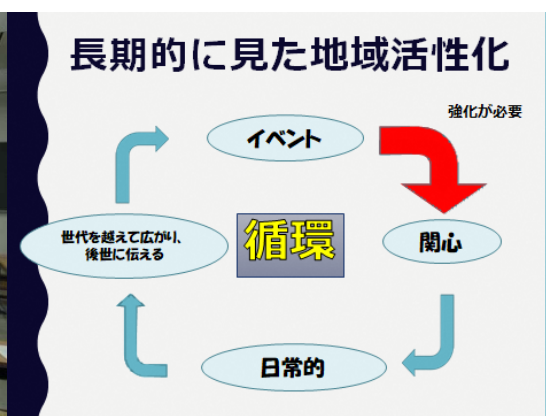 長期的に見た地域活性化
強化が必要
イベント
世代を越えて広がり、
後世に伝える
循環
関心
日常的